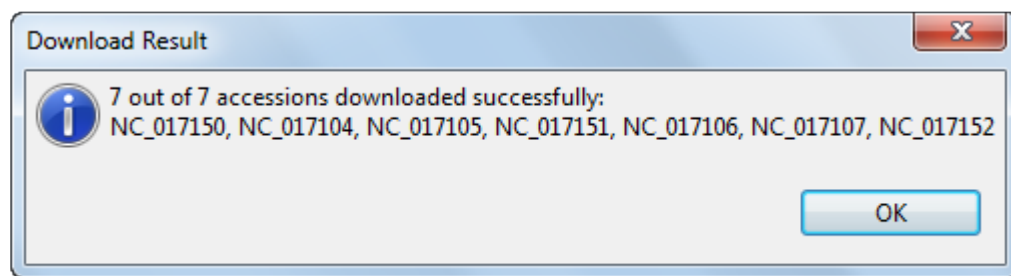 Download Result
7 out of 7 accessions downloaded successfully:
NC_017150, NC_017104, NC_017105, NC_017151, NC_017106, NC_017107, NC_017152
OK